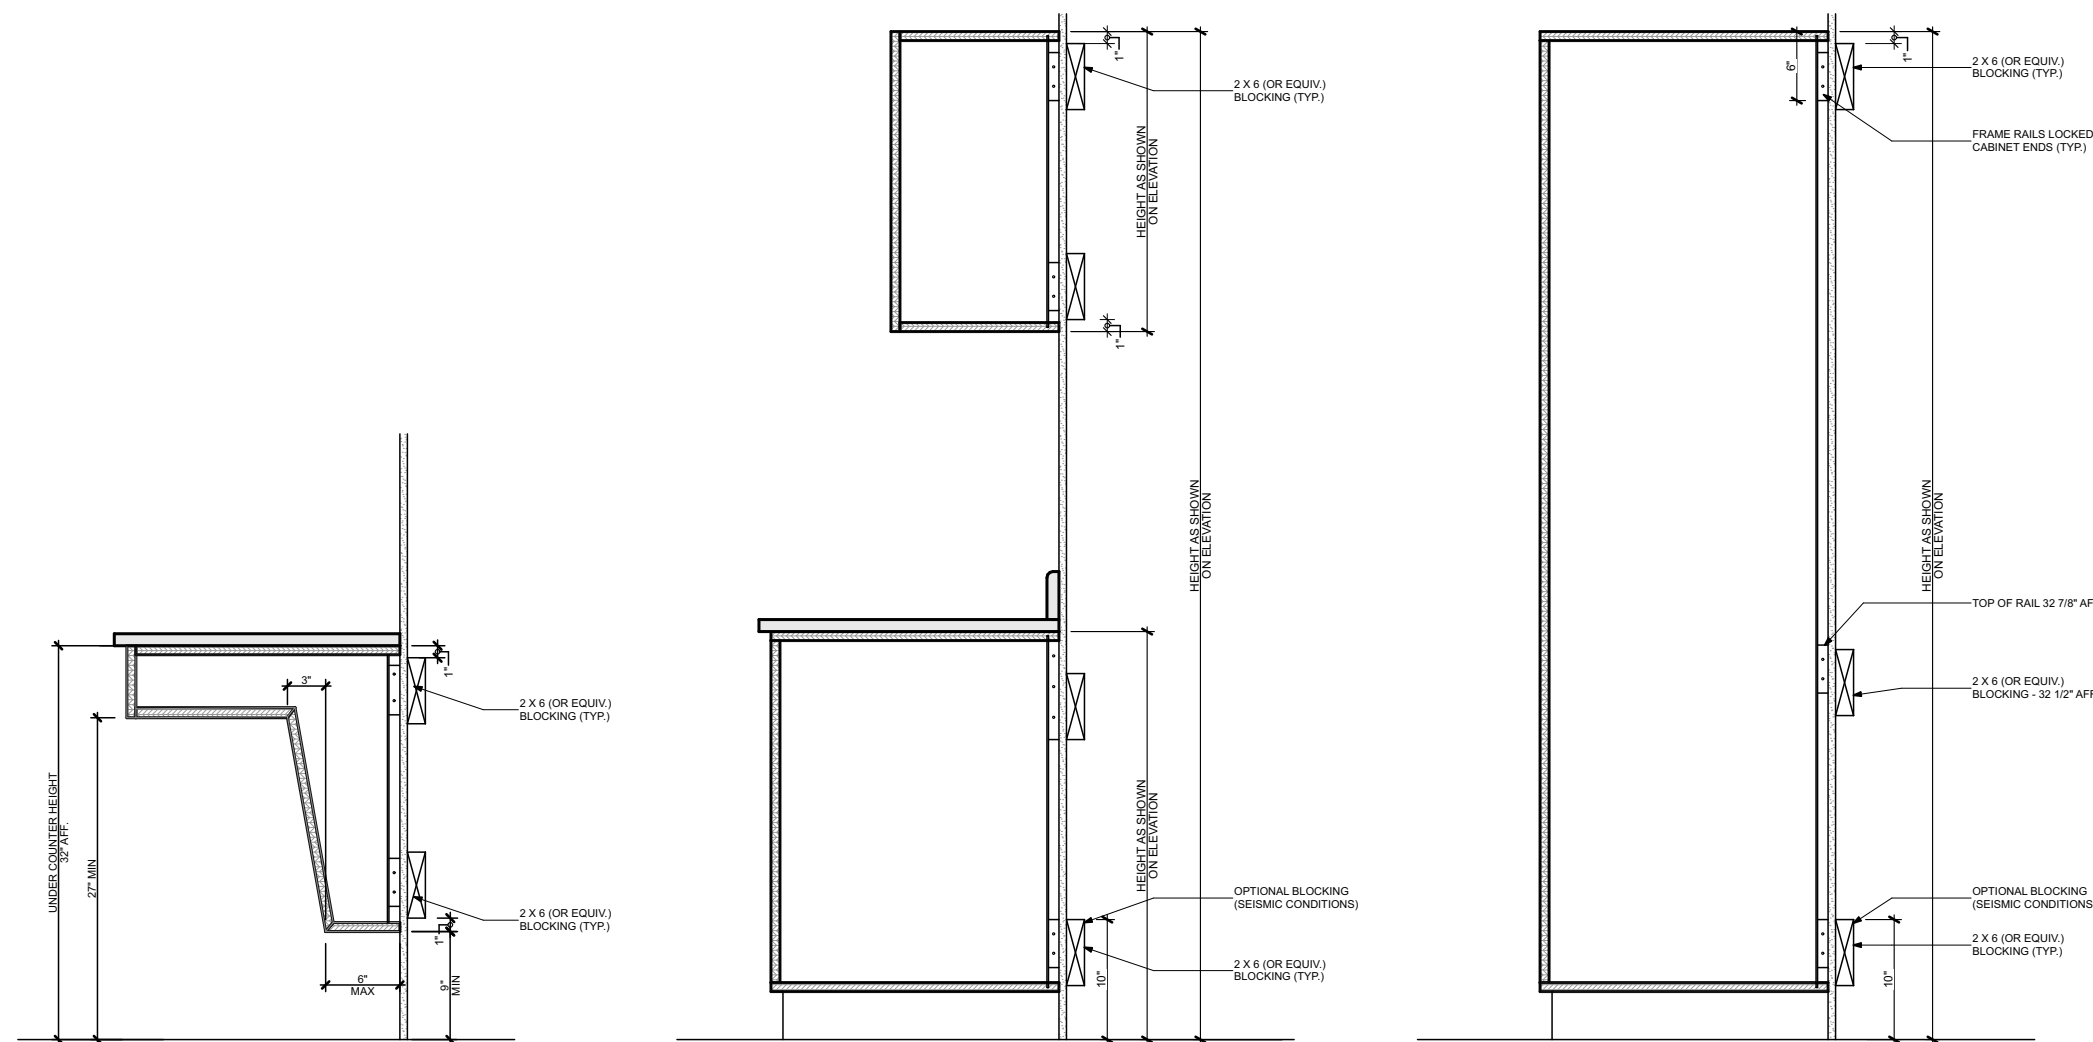 UNDER COUNTER HEIGHT
32" AFF.
27" MIN
3"
1"
2 X 6 (OR EQUIV.)
BLOCKING (TYP.)
2 X 6 (OR EQUIV.)
BLOCKING (TYP.)
1"
6"
MAX
9"
MIN
1"
2 X 6 (OR EQUIV.)
BLOCKING (TYP.)
HEIGHT AS SHOWN
ON ELEVATION
1"
HEIGHT AS SHOWN
ON ELEVATION
HEIGHT AS SHOWN
ON ELEVATION
OPTIONAL BLOCKING
(SEISMIC CONDITIONS)
2 X 6 (OR EQUIV.)
BLOCKING (TYP.)
10"
6"
1"
2 X 6 (OR EQUIV.)
BLOCKING (TYP.)
FRAME RAILS LOCKED
CABINET ENDS (TYP.)
HEIGHT AS SHOWN
ON ELEVATION
TOP OF RAIL 32 7/8" AF
2 X 6 (OR EQUIV.)
BLOCKING - 32 1/2" AFF
OPTIONAL BLOCKING
(SEISMIC CONDITIONS
2 X 6 (OR EQUIV.)
BLOCKING (TYP.)
10"